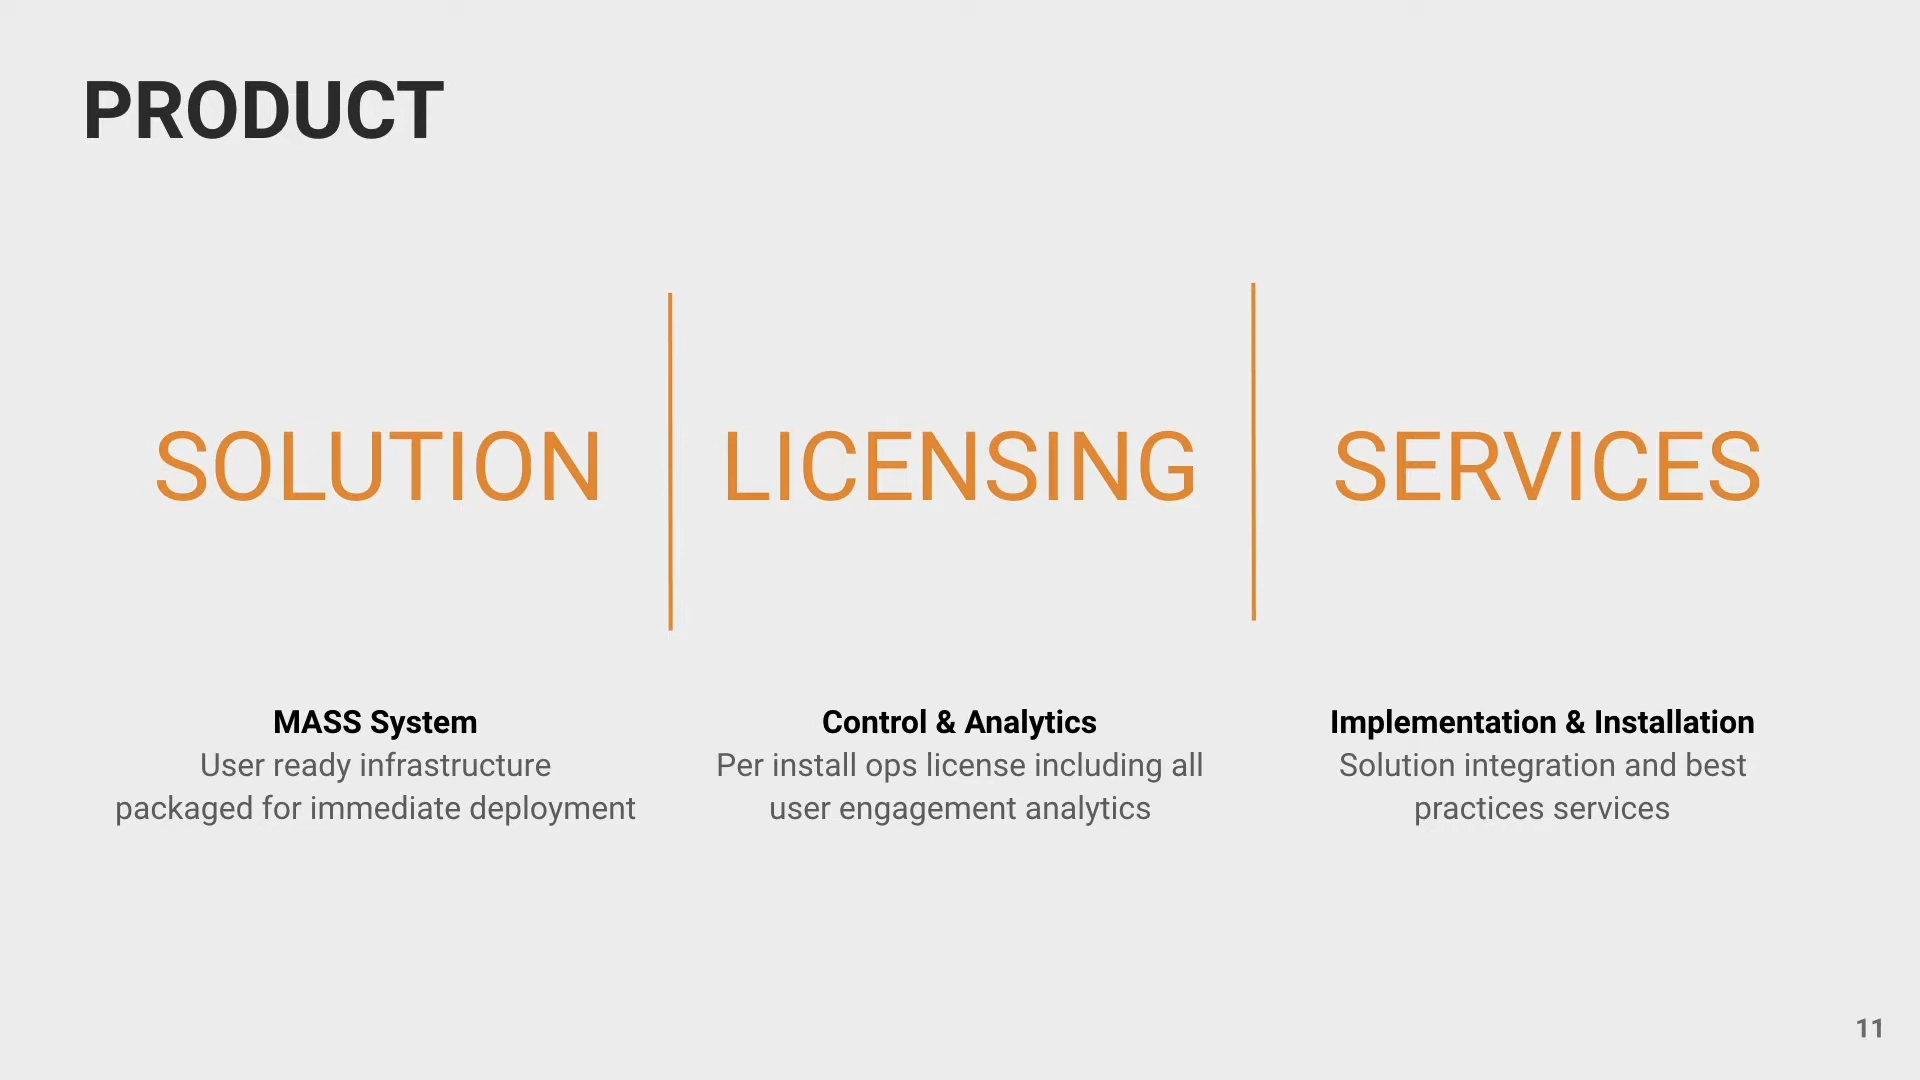 PRODUCT
SOLUTION
LICENSING
SERVICES
MASS System
User ready infrastructure
packaged for immediate deployment
Control & Analytics
Per install ops license including all
user engagement analytics
Implementation & Installation
Solution integration and best
practices services
11